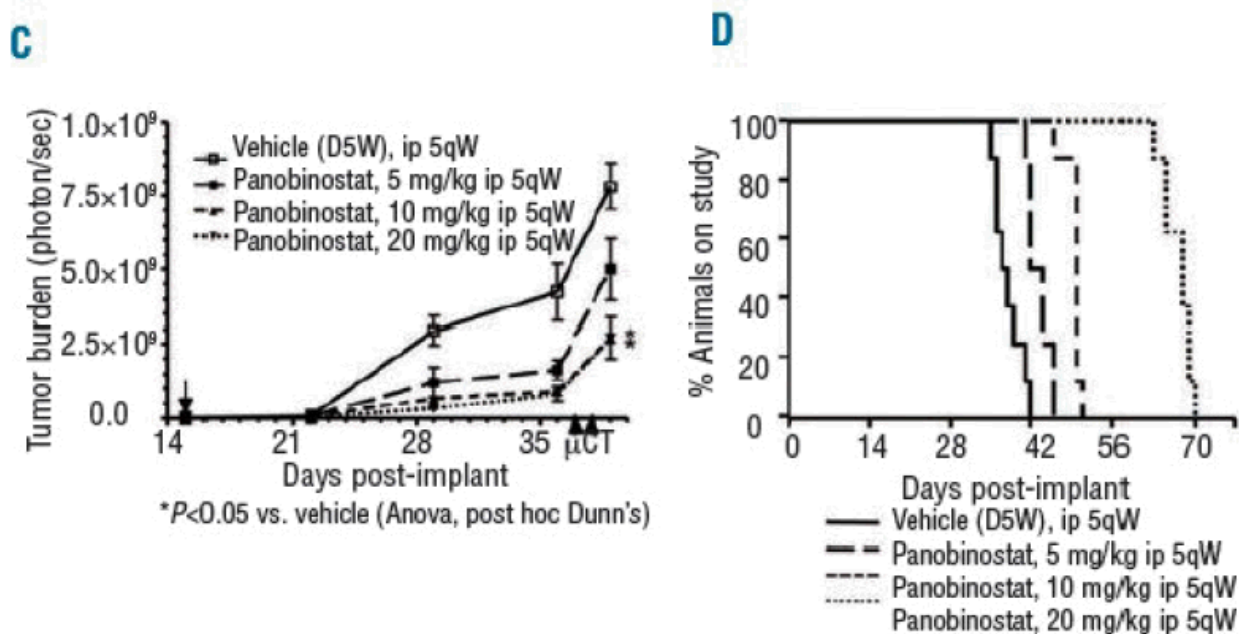 C
Tumor burden (photon/sec)
1.0×10⁹
7.5×10⁹
5.0×10⁹
2.5×10⁹
0.0
Vehicle (D5W), ip 5qW
Panobinostat, 5 mg/kg ip 5qW
Panobinostat, 10 mg/kg ip 5qW
Panobinostat, 20 mg/kg ip 5qW
*
*
14 21 28 35 μCT
Days post-implant
*P<0.05 vs. vehicle (Anova, post hoc Dunn's)
D
% Animals on study
100
80
60
40
20
0
0 14 28 42 56 70
Days post-implant
Vehicle (D5W), ip 5qW
Panobinostat, 5 mg/kg ip 5qW
Panobinostat, 10 mg/kg ip 5qW
Panobinostat, 20 mg/kg ip 5qW